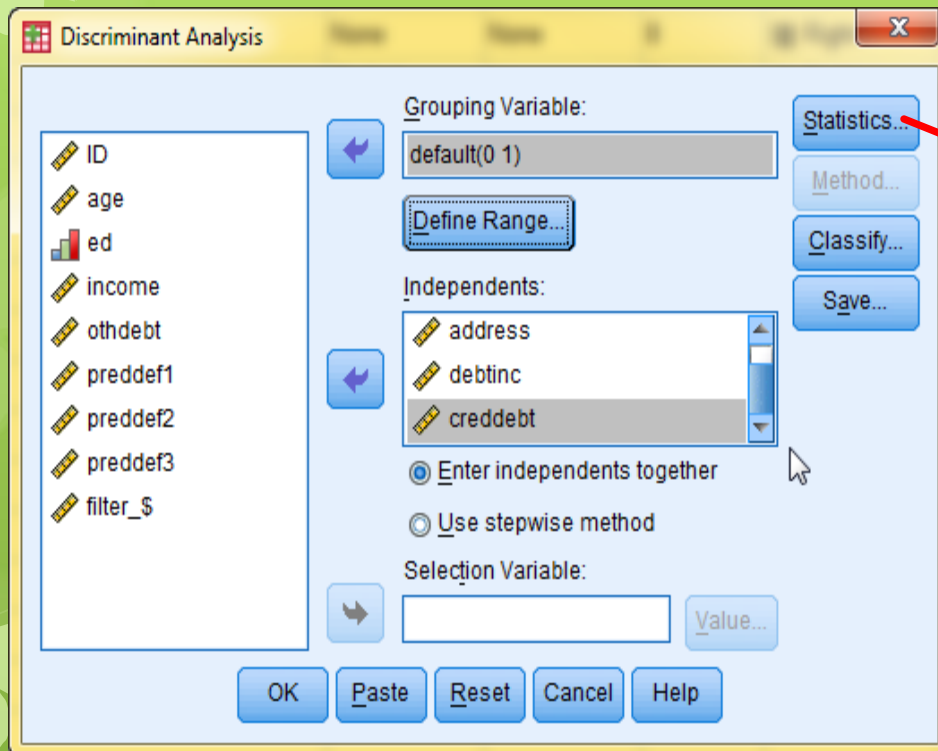 Discriminant Analysis
Grouping Variable:
default(0 1)
Define Range...
Independents:
address
debtinc
creddebt
Enter independents together
Use stepwise method
Selection Variable:
Value...
ID
age
ed
income
othdebt
preddef1
preddef2
preddef3
filter_$
Statistics...
Method...
Classify...
Save...
OK
Paste
Reset
Cancel
Help